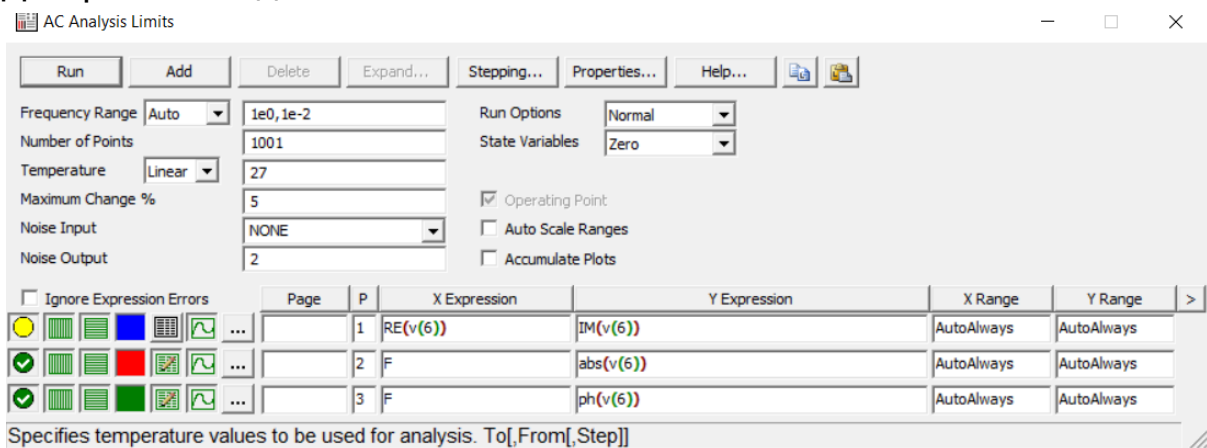 AC Analysis Limits
Run Add Delete Expand... Stepping... Properties... Help...
Frequency Range Auto 1e0,1e-2 Run Options Normal
Number of Points 1001 State Variables Zero
Temperature Linear 27
Maximum Change % 5 Operating Point
Noise Input NONE Auto Scale Ranges
Noise Output 2 Accumulate Plots
Ignore Expression Errors Page P X Expression Y Expression X Range Y Range >
... 1 RE(v(6)) IM(v(6)) AutoAlways AutoAlways
... 2 F abs(v(6)) AutoAlways AutoAlways
... 3 F ph(v(6)) AutoAlways AutoAlways
Specifies temperature values to be used for analysis. To[,From[,Step]]